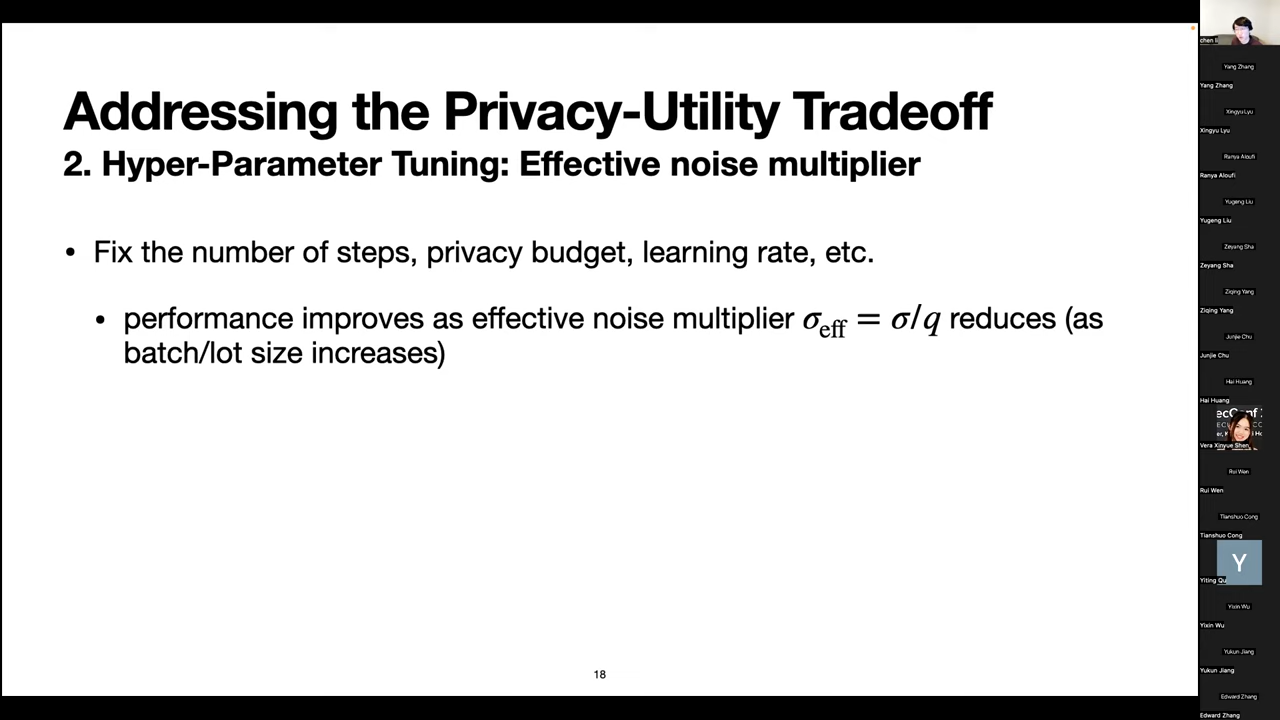 Addressing the Privacy-Utility Tradeoff
2. Hyper-Parameter Tuning: Effective noise multiplier
• Fix the number of steps, privacy budget, learning rate, etc.
• performance improves as effective noise multiplier σ_eff = σ/q reduces (as
batch/lot size increases)
18
chen li
Yang Zhang
Yang Zhang
Xingyu Lyu
Xingyu Lyu
Ranya Aloufi
Ranya Aloufi
Yugeng Liu
Yugeng Liu
Zeyang Sha
Zeyang Sha
Ziqing Yang
Ziqing Yang
Junjie Chu
Junjie Chu
Hai Huang
Hai Huang
Vera Xinyue Shen,
Rui Wen
Rui Wen
Tianshuo Cong
Tianshuo Cong
Y
Yiting Qu
Yixin Wu
Yixin Wu
Yukun Jiang
Yukun Jiang
Edward Zhang
Edward Zhang